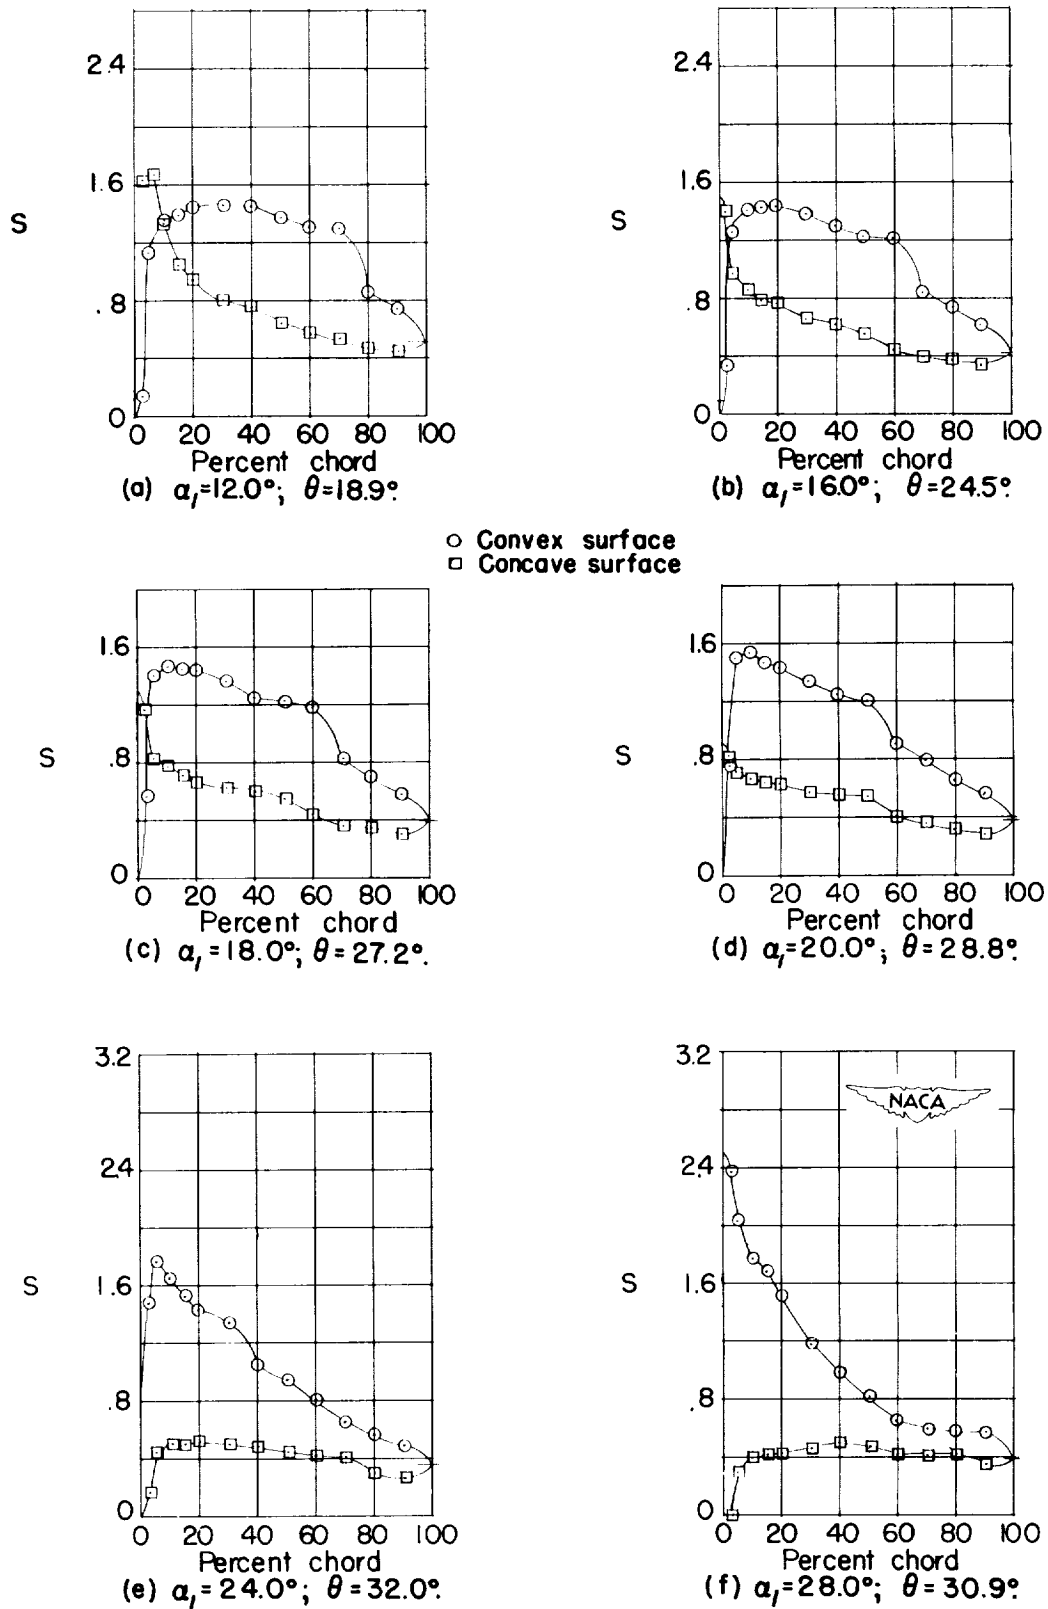 2.4
1.6
S
.8
0
0 20 40 60 80 100
Percent chord
(a) α₁=12.0°; θ=18.9°.
2.4
1.6
S
.8
0
0 20 40 60 80 100
Percent chord
(b) α₁=16.0°; θ=24.5°.
Convex surface
Concave surface
1.6
S
.8
0
0 20 40 60 80 100
Percent chord
(c) α₁=18.0°; θ=27.2°.
1.6
S
.8
0
0 20 40 60 80 100
Percent chord
(d) α₁=20.0°; θ=28.8°.
3.2
2.4
1.6
S
.8
0
0 20 40 60 80 100
Percent chord
(e) α₁=24.0°; θ=32.0°.
3.2
NACA
2.4
1.6
S
.8
0
0 20 40 60 80 100
Percent chord
(f) α₁=28.0°; θ=30.9°.